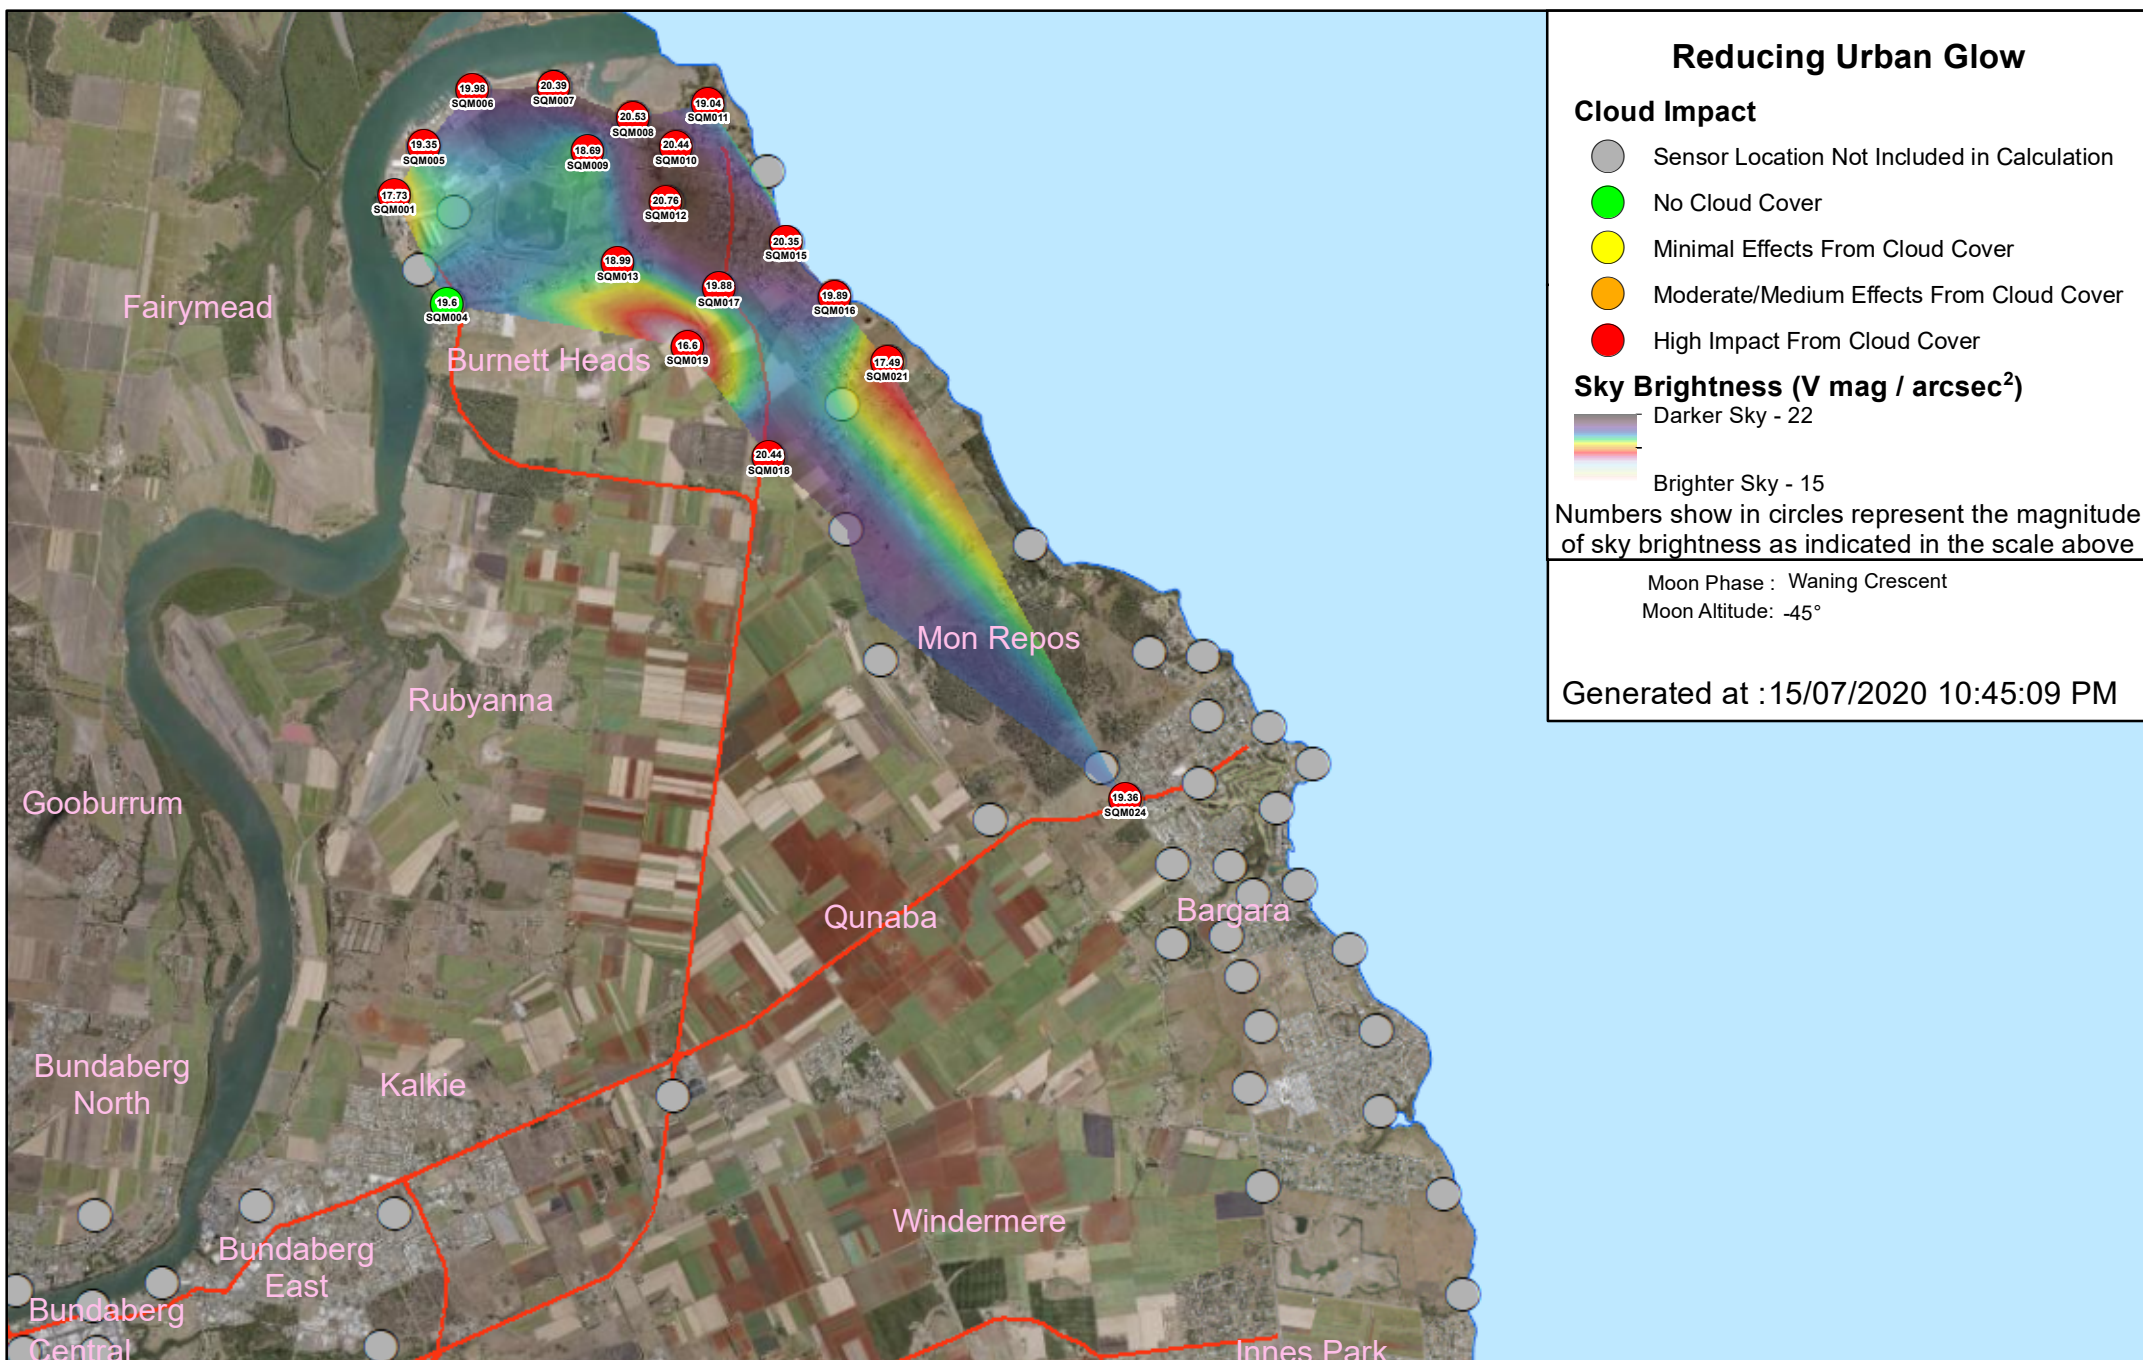 Reducing Urban Glow
Cloud Impact
Sensor Location Not Included in Calculation
No Cloud Cover
Minimal Effects From Cloud Cover
Moderate/Medium Effects From Cloud Cover
High Impact From Cloud Cover
Sky Brightness (V mag / arcsec²)
Darker Sky - 22
Brighter Sky - 15
Numbers show in circles represent the magnitude
of sky brightness as indicated in the scale above
Moon Phase : Waning Crescent
Moon Altitude: -45°
Generated at :15/07/2020 10:45:09 PM
19.98
SQM006
20.39
SQM007
20.53
SQM008
19.04
SQM011
19.35
SQM005
18.69
SQM009
20.44
SQM010
17.73
SQM001
20.76
SQM012
20.35
SQM015
18.99
SQM013
19.88
SQM017
19.89
SQM016
19.6
SQM004
16.6
SQM019
17.49
SQM021
20.44
SQM018
19.36
SQM024
Fairymead
Burnett Heads
Mon Repos
Rubyanna
Gooburrum
Qunaba
Bargara
Bundaberg
North
Kalkie
Windermere
Bundaberg
East
Bundaberg
Central
Innes Park